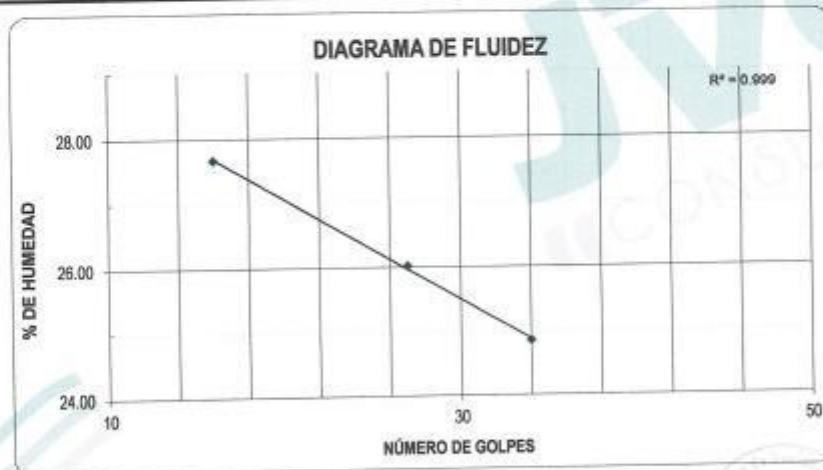 DIAGRAMA DE FLUIDEZ
R² = 0.999
28.00
26.00
24.00
% DE HUMEDAD
10
30
50
NÚMERO DE GOLPES
CONSUL